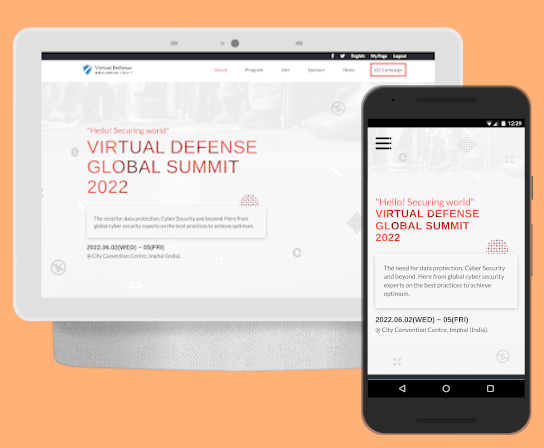 English MyPage Logout
Virtual Defense
About Program Join Sponsor News VD Campaign
"Hello! Securing world"
VIRTUAL DEFENSE
GLOBAL SUMMIT
2022
The need for data protection, Cyber Security and beyond. Here from
global cyber security experts on the best practices to achieve optimum.
2022.06.02(WED) ~ 05(FRI)
@ City Convention Centre, Imphal (India).
12:29
"Hello! Securing world"
VIRTUAL DEFENSE
GLOBAL SUMMIT
2022
The need for data protection, Cyber Security
and beyond. Here from global cyber security
experts on the best practices to achieve
optimum.
2022.06.02(WED) ~ 05(FRI)
@ City Convention Centre, Imphal (India).